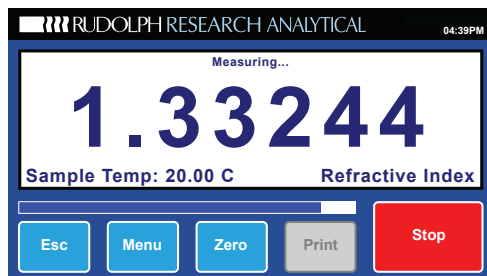 RUDOLPH RESEARCH ANALYTICAL 04:39PM
Measuring...
1.33244
Sample Temp: 20.00 C Refractive Index
Esc Menu Zero Print Stop